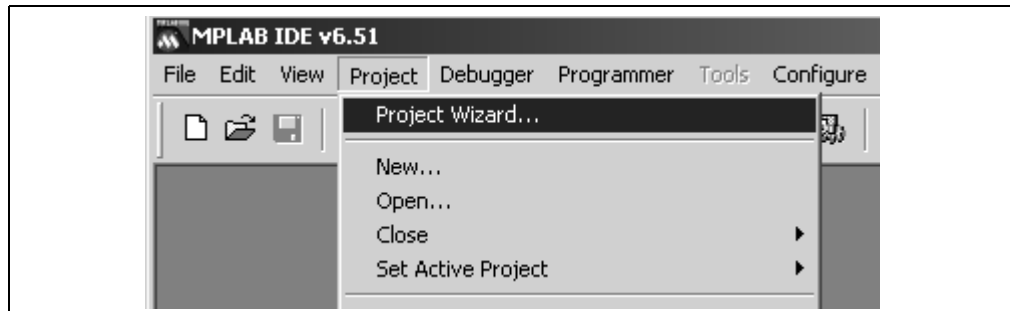 MPLAB IDE v6.51
File Edit View Project Debugger Programmer Tools Configure
Project Wizard...
New...
Open...
Close
Set Active Project